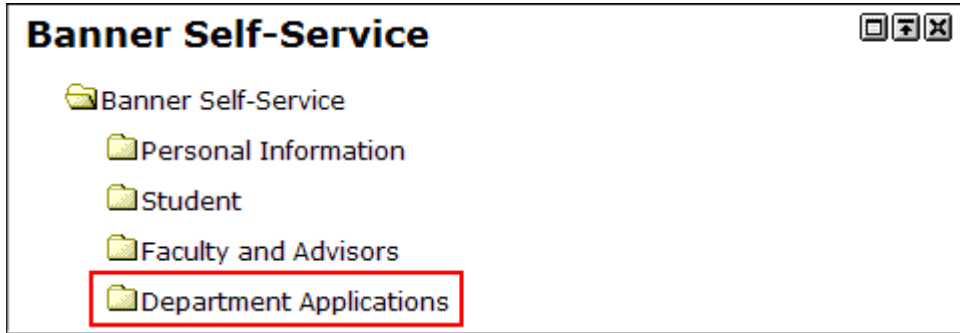 Banner Self-Service
Banner Self-Service
Personal Information
Student
Faculty and Advisors
Department Applications